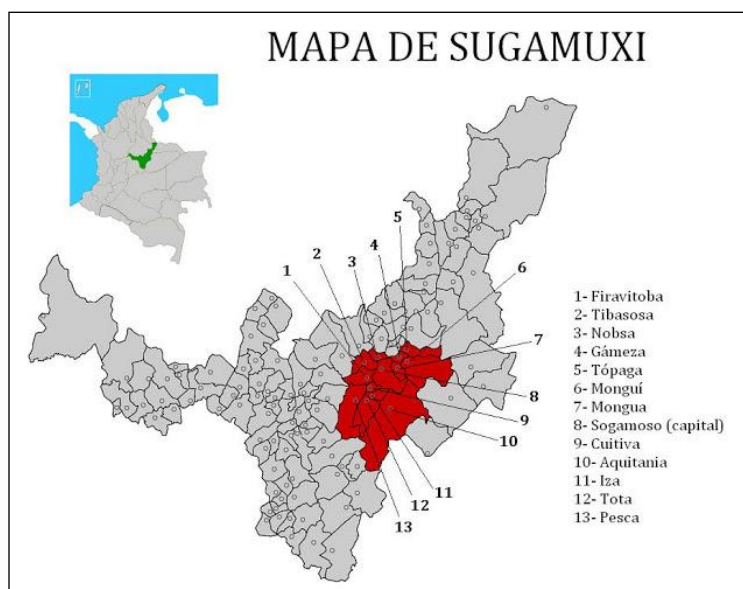 MAPA DE SUGAMUXI
5
4
3
2
1
6
7
8
9
10
11
12
13
1- Firavitoba
2- Tibasosa
3- Nobsa
4- Gámeza
5- Tópaga
6- Monguí
7- Mongua
8- Sogamoso (capital)
9- Cuitiva
10- Aquitania
11- Iza
12- Tota
13- Pesca